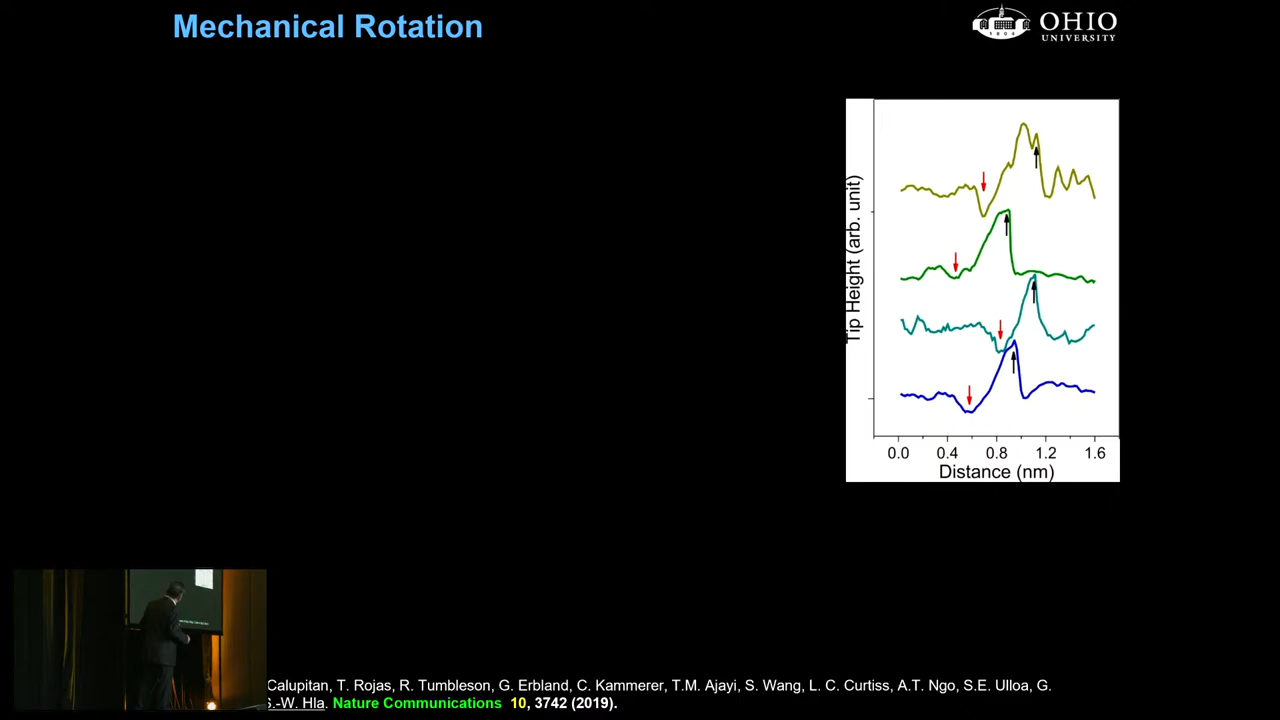 Mechanical Rotation
OHIO
UNIVERSITY
1804
Tip Height (arb. unit)
0.0 0.4 0.8 1.2 1.6
Distance (nm)
Calupitan, T. Rojas, R. Tumbleson, G. Erbland, C. Kammerer, T.M. Ajayi, S. Wang, L. C. Curtiss, A.T. Ngo, S.E. Ulloa, G.
S.-W. Hla. Nature Communications 10, 3742 (2019).